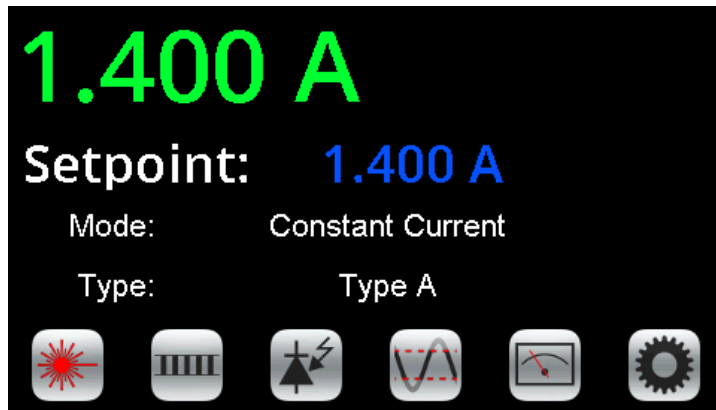 1.400 A
Setpoint: 1.400 A
Mode: Constant Current
Type: Type A